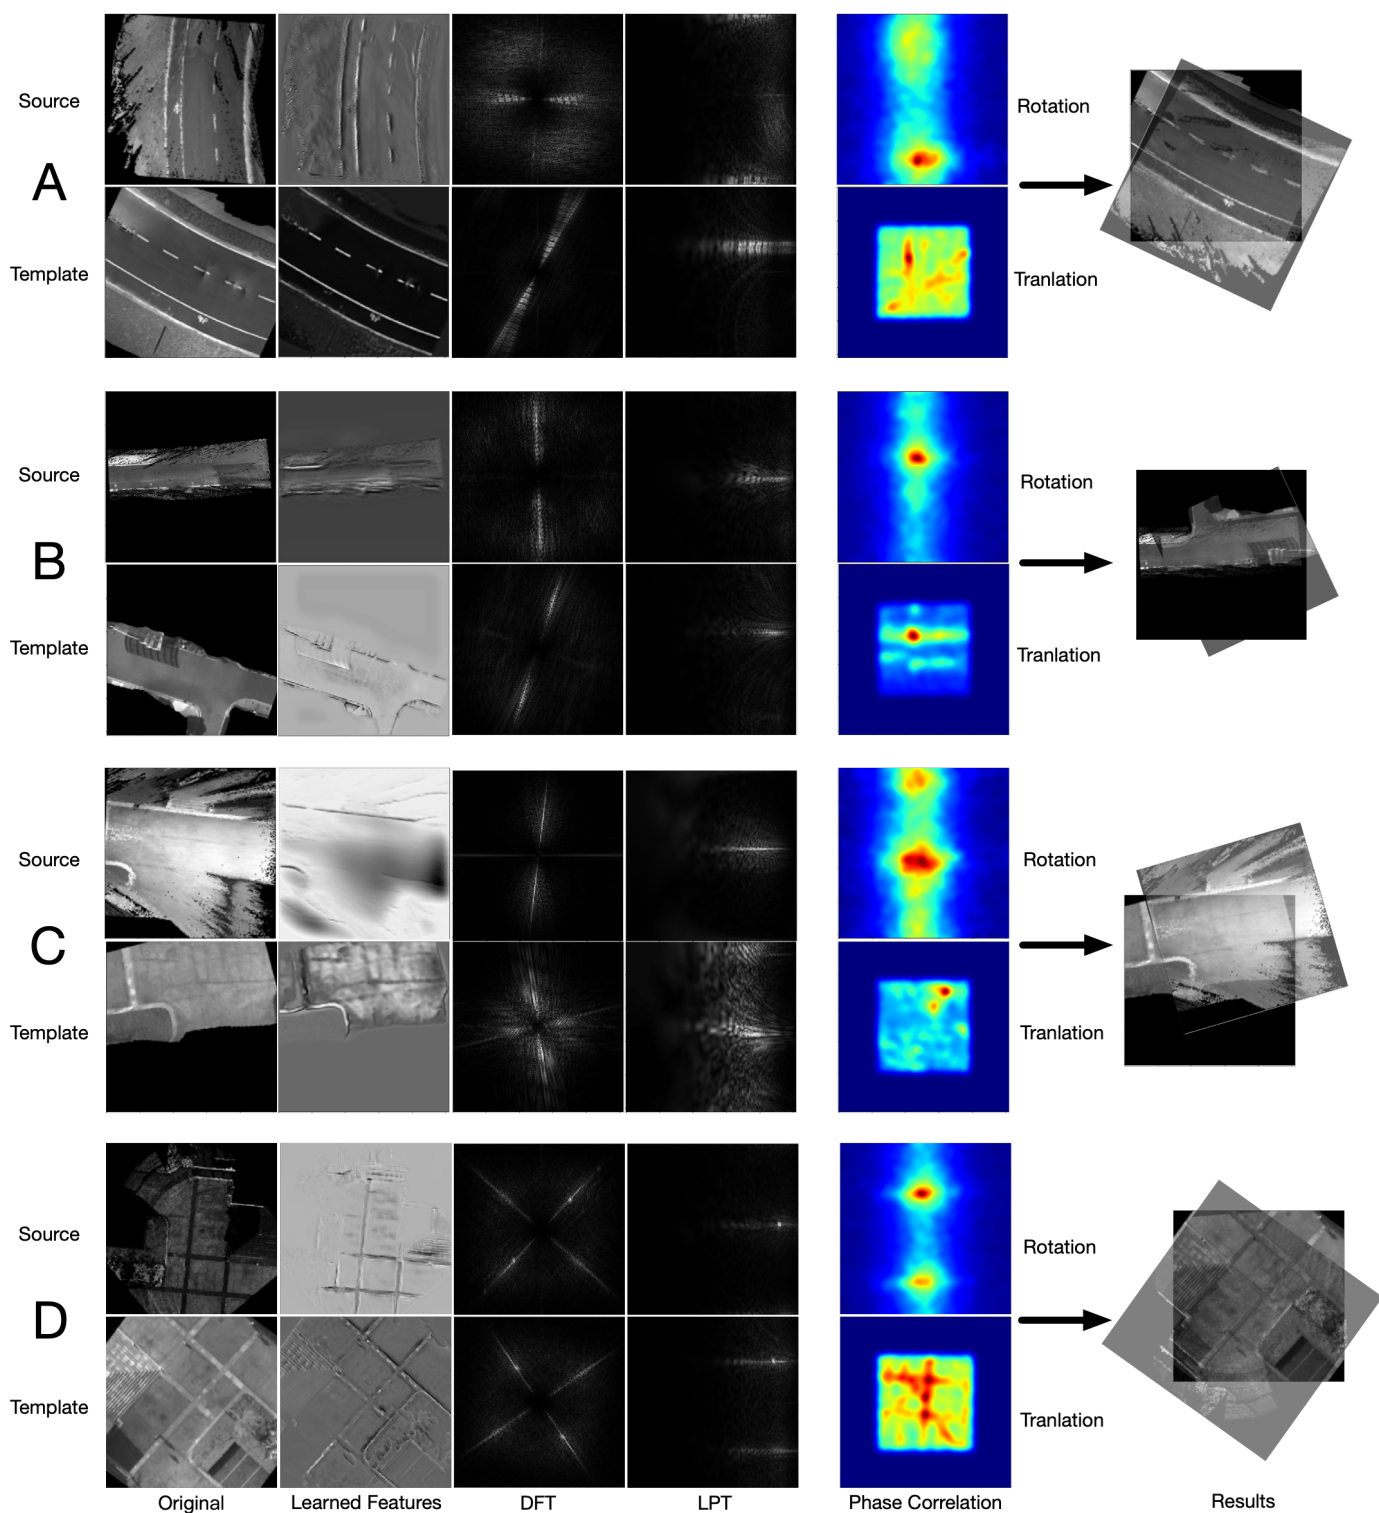 Source
Rotation
A
Template
Tranlation
Source
Rotation
B
Template
Tranlation
Source
Rotation
C
Template
Tranlation
Source
Rotation
D
Template
Tranlation
Original Learned Features DFT LPT Phase Correlation Results